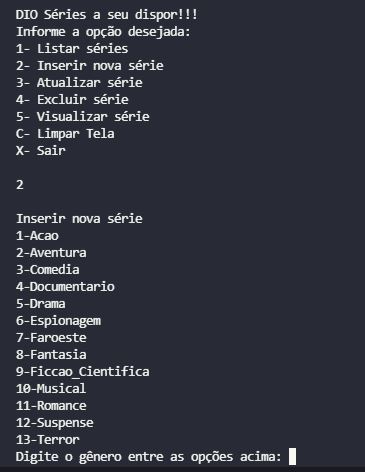 DIO Séries a seu dispor!!!
Informe a opção desejada:
1- Listar séries
2- Inserir nova série
3- Atualizar série
4- Excluir série
5- Visualizar série
C- Limpar Tela
X- Sair
2
Inserir nova série
1-Acao
2-Aventura
3-Comedia
4-Documentario
5-Drama
6-Espionagem
7-Faroeste
8-Fantasia
9-Ficcao_Cientifica
10-Musical
11-Romance
12-Suspense
13-Terror
Digite o gênero entre as opções acima: